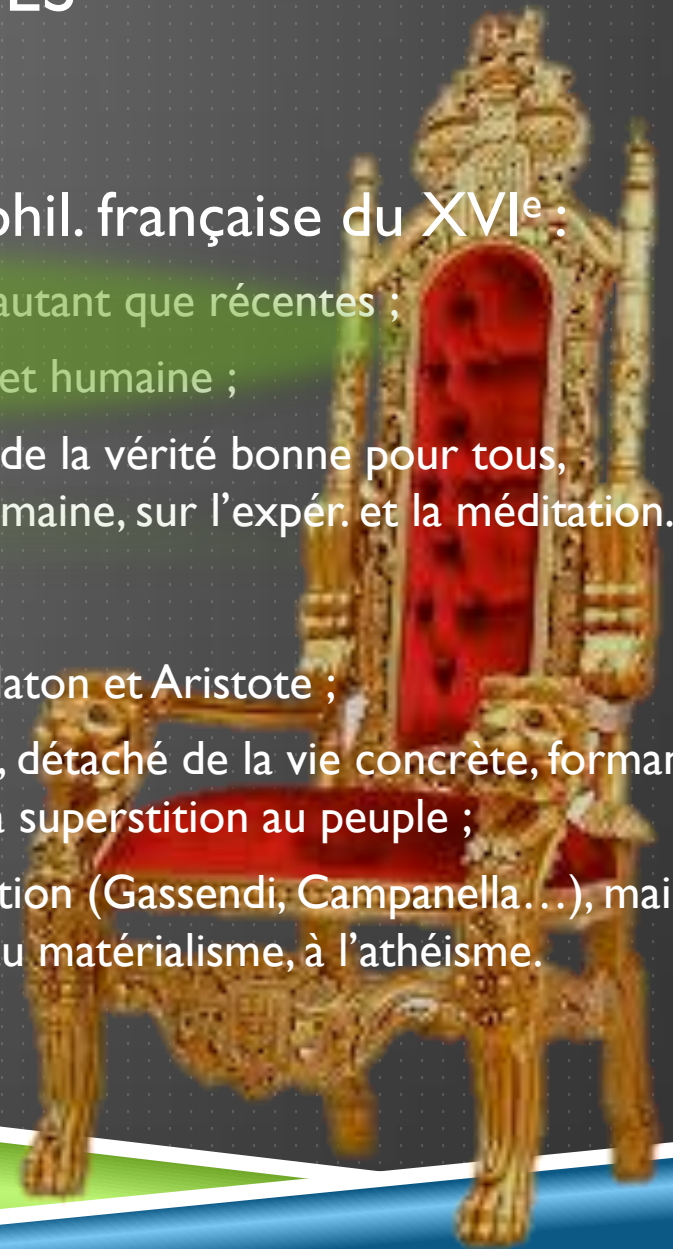 ES
phil. française du XVIᵉ :
autant que récentes ;
et humaine ;
de la vérité bonne pour tous,
maine, sur l’expér. et la méditation.
laton et Aristote ;
, détaché de la vie concrète, forman
a superstition au peuple ;
tion (Gassendi, Campanella…), mai
u matérialisme, à l’athéisme.